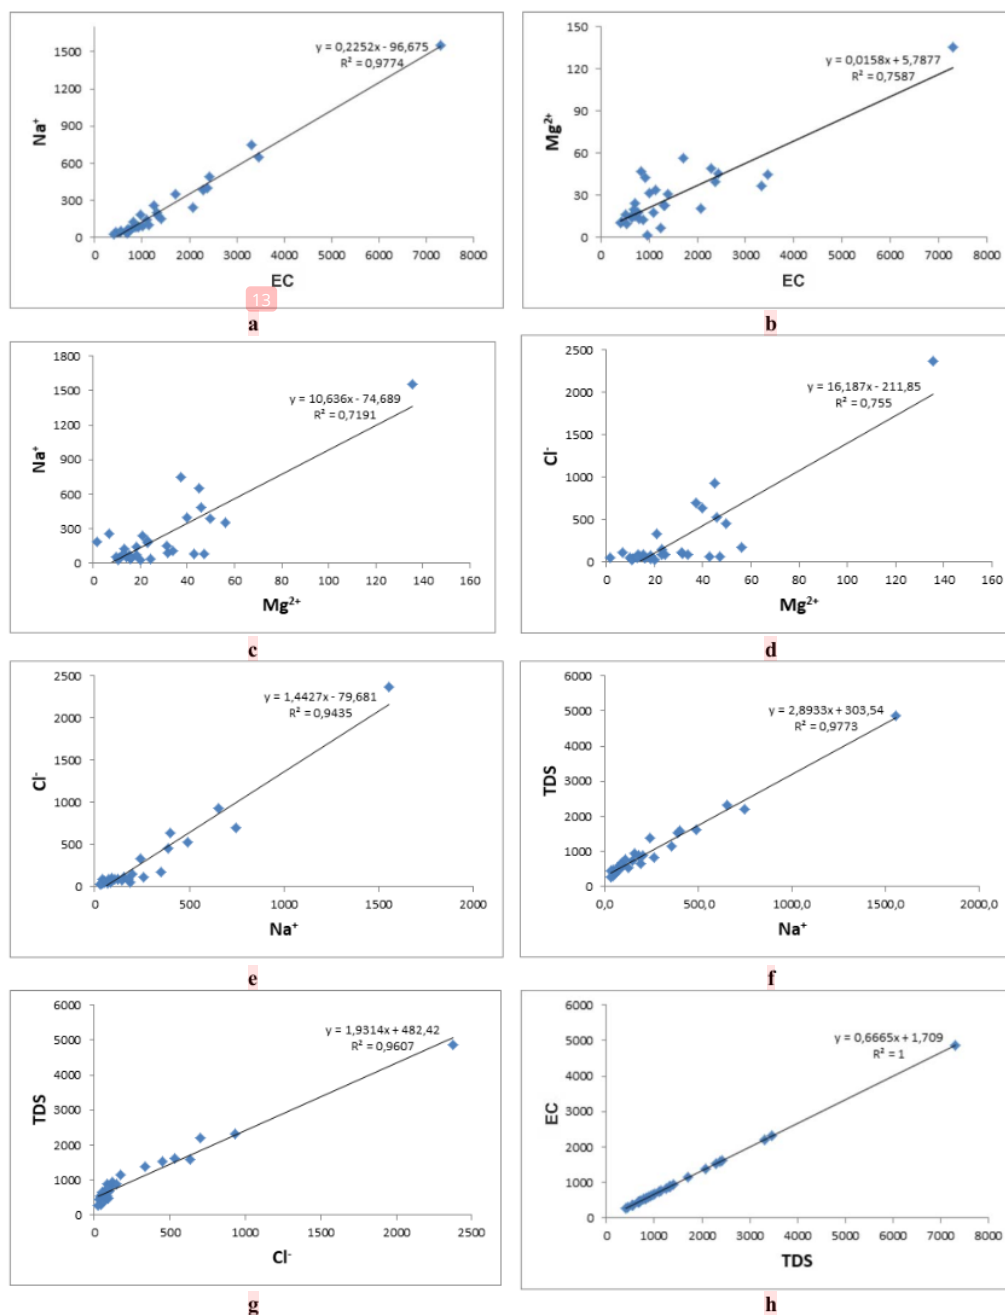 y = 0,2252x - 96,675
R² = 0,9774
Na⁺
1500
1200
900
600
300
0
0 1000 2000 3000 4000 5000 6000 7000 8000
EC
13
a
y = 0,0158x + 5,7877
R² = 0,7587
Mg²⁺
150
120
90
60
30
0
0 1000 2000 3000 4000 5000 6000 7000 8000
EC
b
y = 10,636x - 74,689
R² = 0,7191
Na⁺
1800
1500
1200
900
600
300
0
0 20 40 60 80 100 120 140 160
Mg²⁺
c
y = 16,187x - 211,85
R² = 0,755
Cl⁻
2500
2000
1500
1000
500
0
0 20 40 60 80 100 120 140 160
Mg²⁺
d
y = 1,4427x - 79,681
R² = 0,9435
Cl⁻
2500
2000
1500
1000
500
0
0 500 1000 1500 2000
Na⁺
e
y = 2,8933x + 303,54
R² = 0,9773
TDS
6000
5000
4000
3000
2000
1000
0
0,0 500,0 1000,0 1500,0 2000,0
Na⁺
f
y = 1,9314x + 482,42
R² = 0,9607
TDS
6000
5000
4000
3000
2000
1000
0
0 500 1000 1500 2000 2500
Cl⁻
g
y = 0,6665x + 1,709
R² = 1
EC
6000
5000
4000
3000
2000
1000
0
0 1000 2000 3000 4000 5000 6000 7000 8000
TDS
h